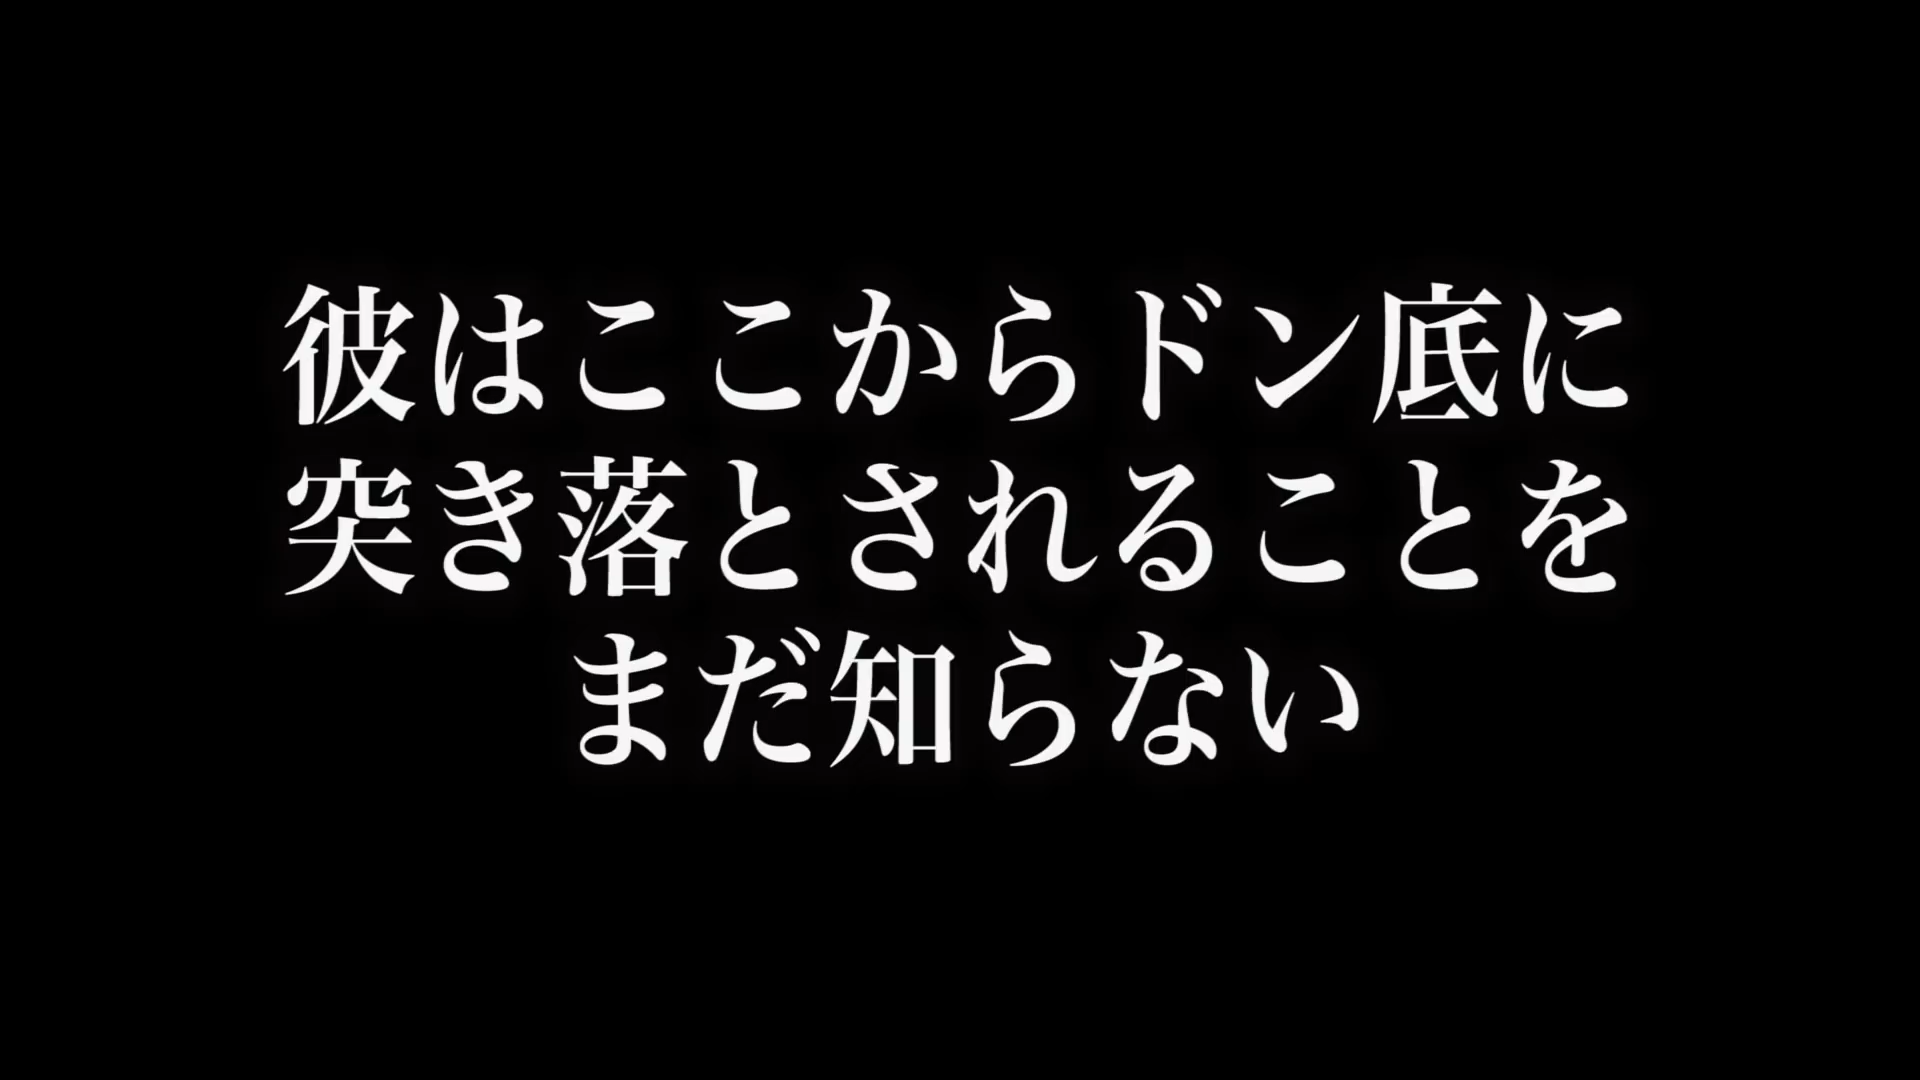 彼はここからドン底に
突き落とされることを
まだ知らない